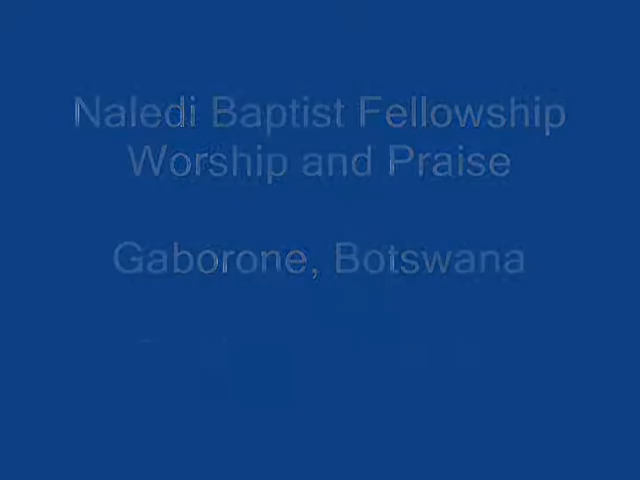 Naledi Baptist Fellowship
Worship and Praise
Gaborone, Botswana